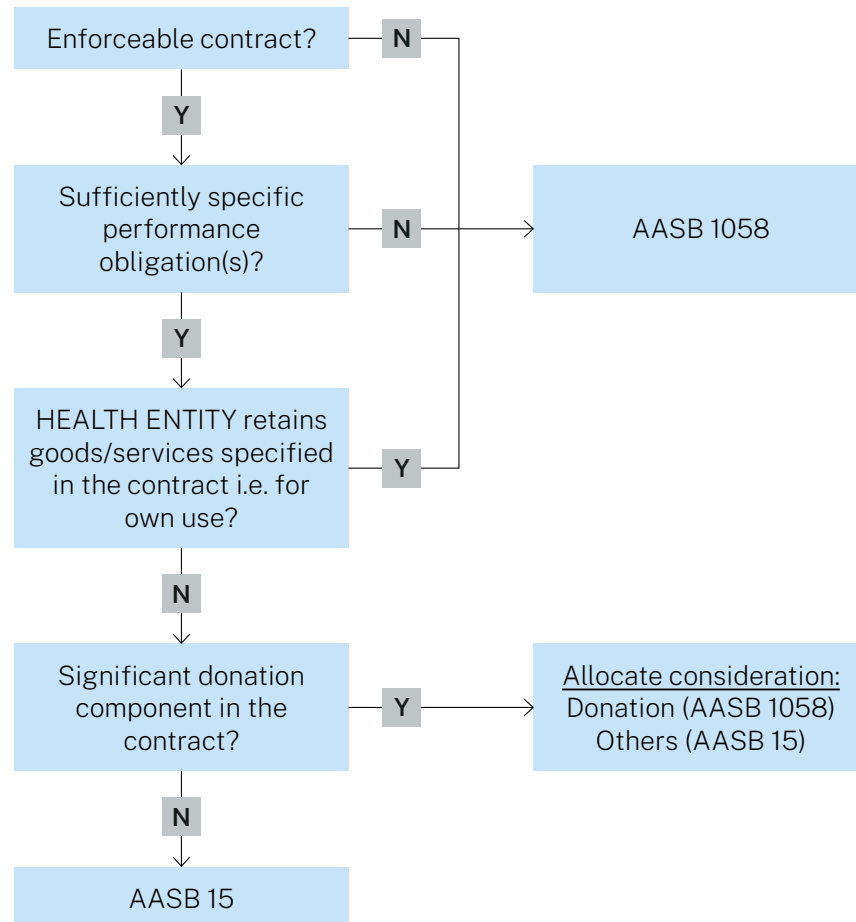 Enforceable contract?
N
Y
Sufficiently specific
performance
obligation(s)?
N
AASB 1058
Y
HEALTH ENTITY retains
goods/services specified
in the contract i.e. for
own use?
Y
N
Significant donation
component in the
contract?
Y
Allocate consideration:
Donation (AASB 1058)
Others (AASB 15)
N
AASB 15